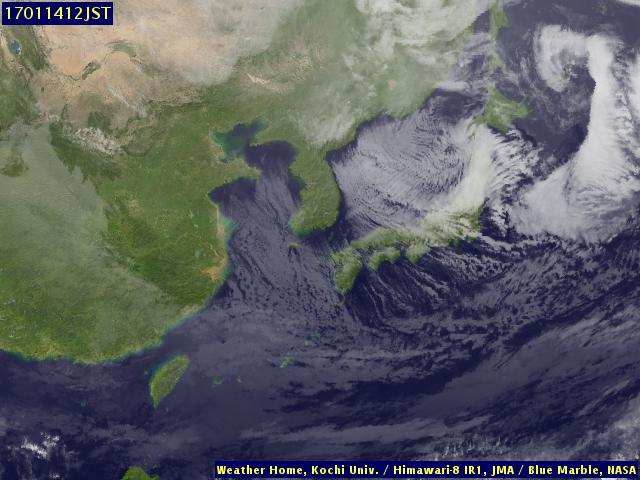 17011412JST
Weather Home, Kochi Univ. / Himawari-8 IR1, JMA / Blue Marble, NASA